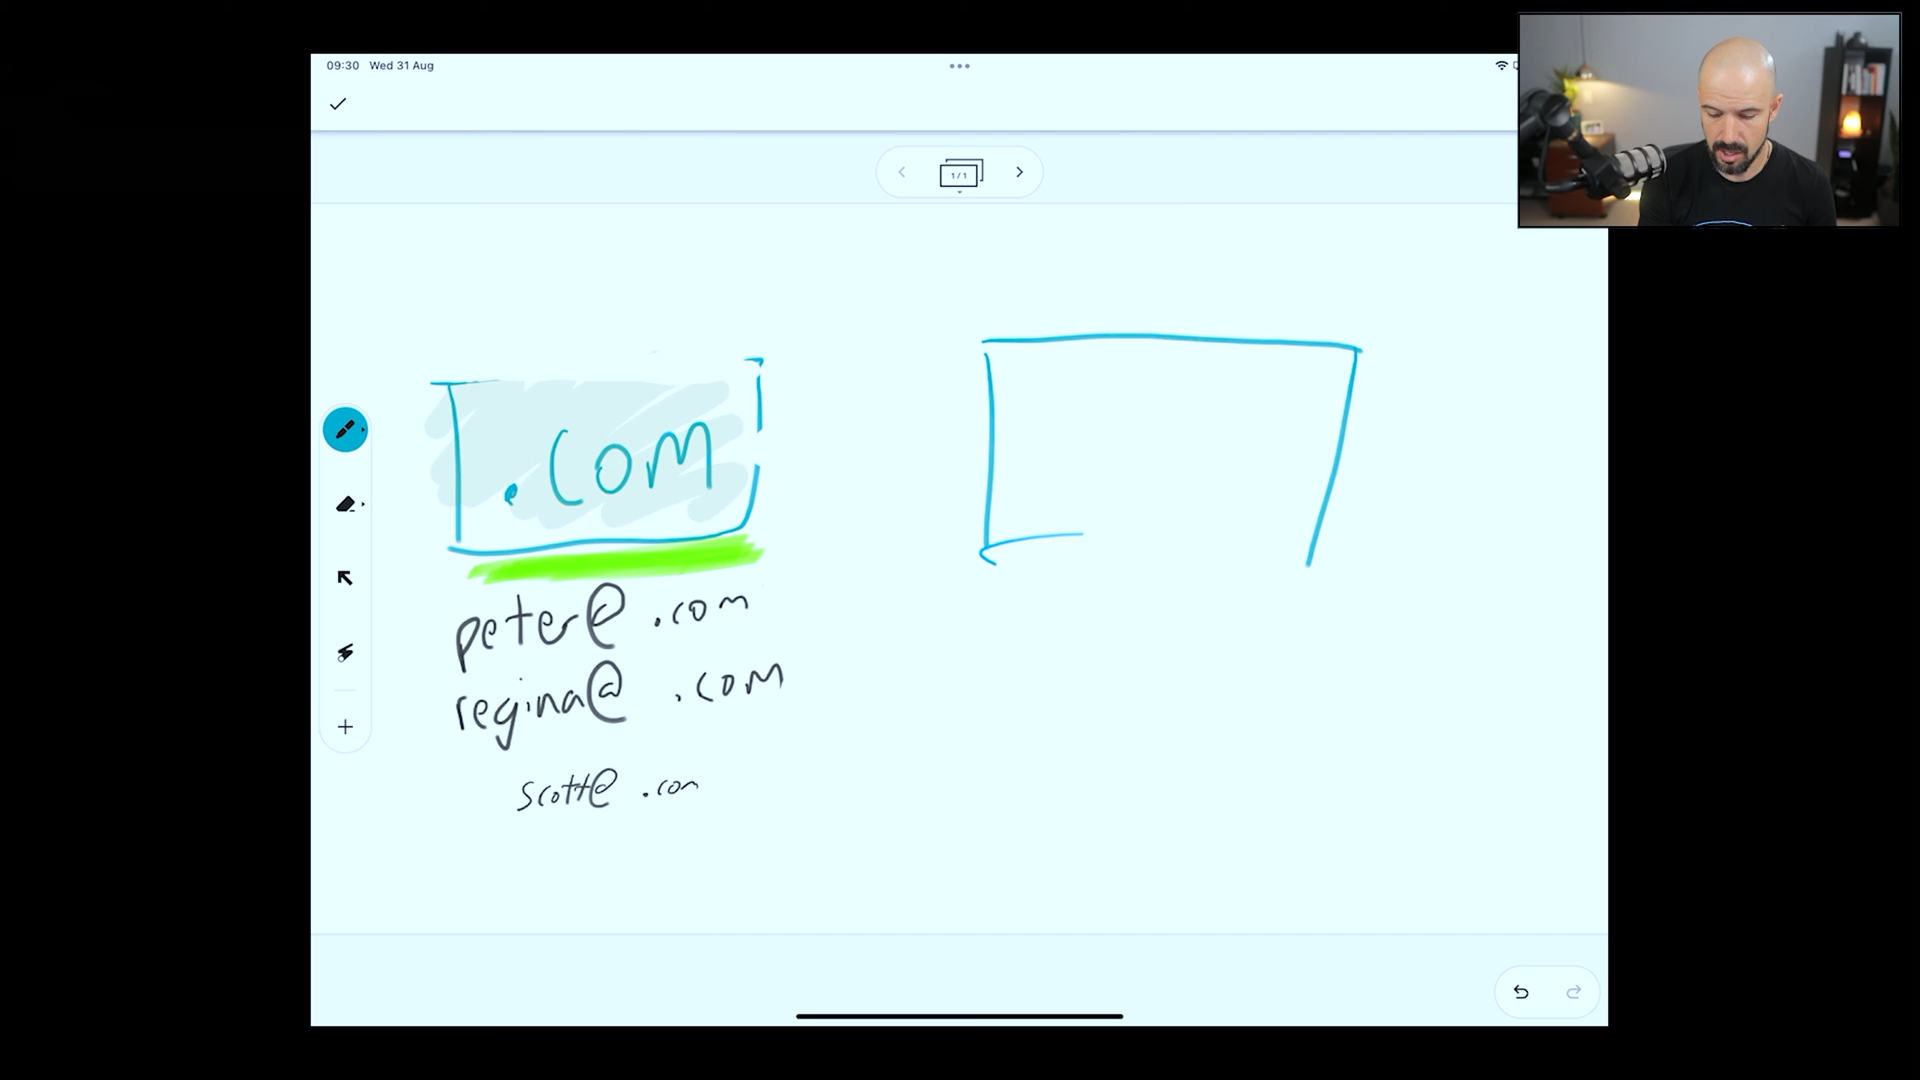 09:30 Wed 31 Aug
1/1
.com
peter@ .com
regina@ .com
scott@ .com